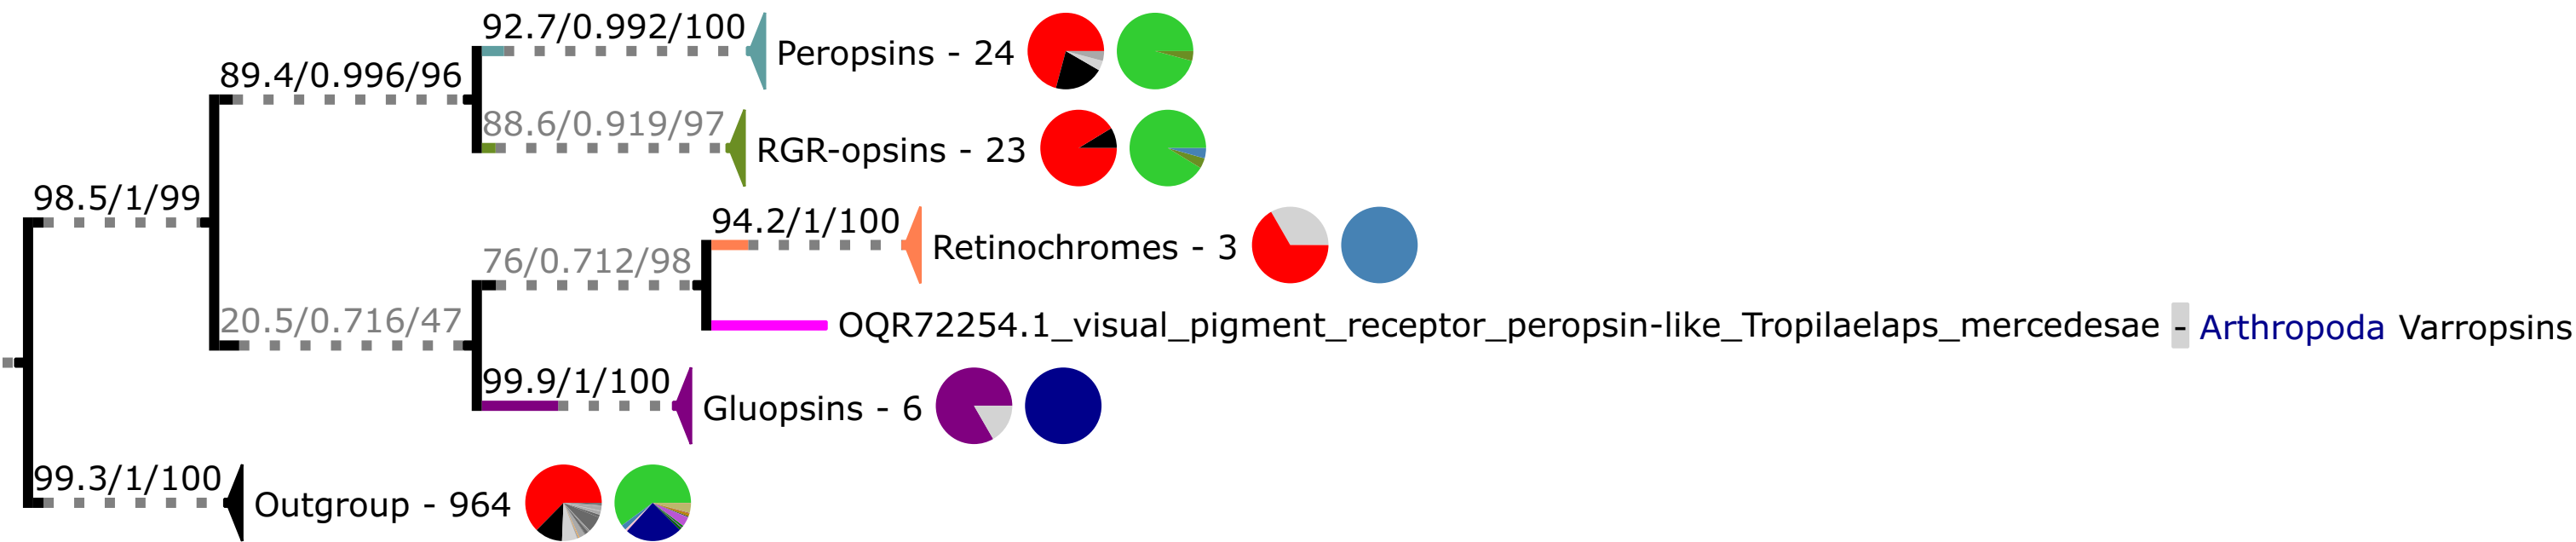 92.7/0.992/100
Peropsins - 24
89.4/0.996/96
88.6/0.919/97
RGR-opsins - 23
98.5/1/99
94.2/1/100
Retinochromes - 3
76/0.712/98
20.5/0.716/47
OQR72254.1_visual_pigment_receptor_peropsin-like_Tropilaelaps_mercedesae - Arthropoda Varropsins
99.9/1/100
Gluopsins - 6
99.3/1/100
Outgroup - 964